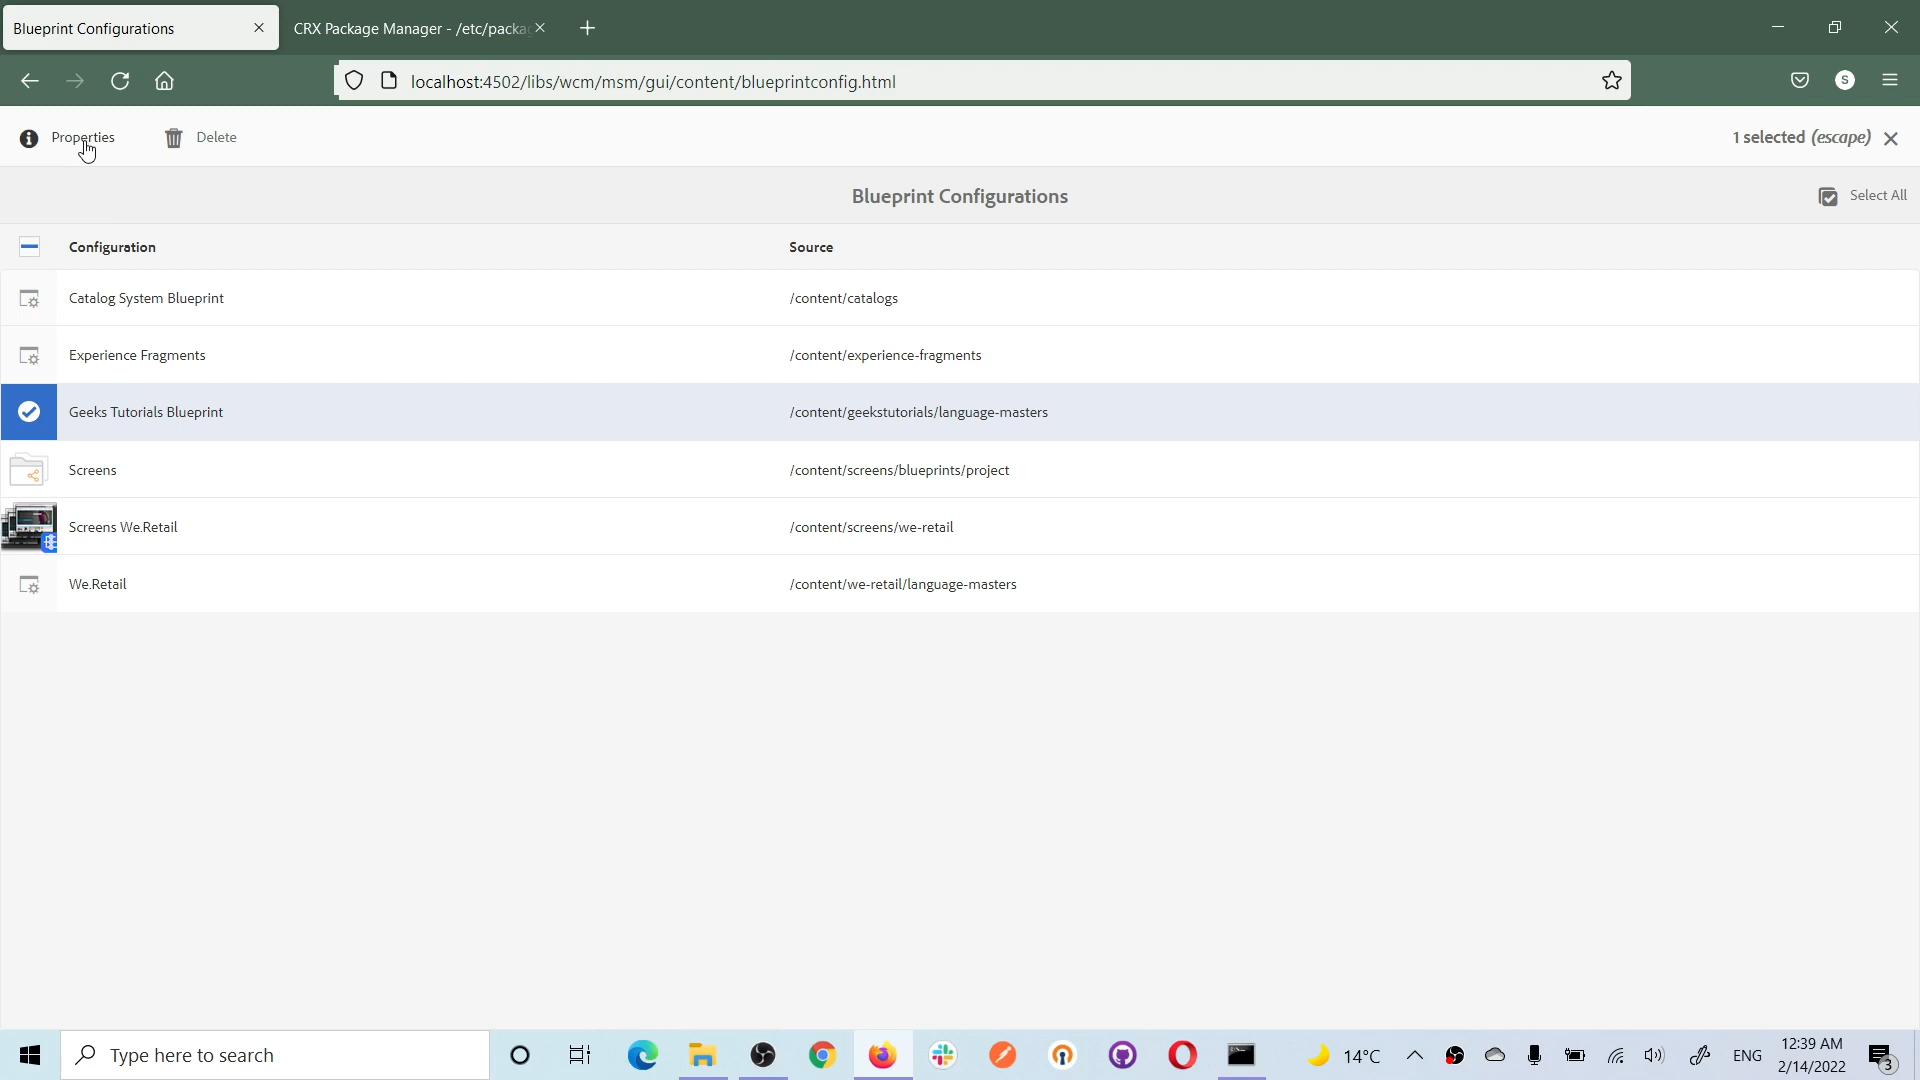 Blueprint Configurations
CRX Package Manager - /etc/packag
localhost:4502/libs/wcm/msm/gui/content/blueprintconfig.html
S
Properties
Delete
1 selected (escape)
Blueprint Configurations
Select All
Configuration
Source
Catalog System Blueprint
/content/catalogs
Experience Fragments
/content/experience-fragments
Geeks Tutorials Blueprint
/content/geekstutorials/language-masters
Screens
/content/screens/blueprints/project
Screens We.Retail
/content/screens/we-retail
We.Retail
/content/we-retail/language-masters
Type here to search
14°C
ENG
12:39 AM
2/14/2022
3